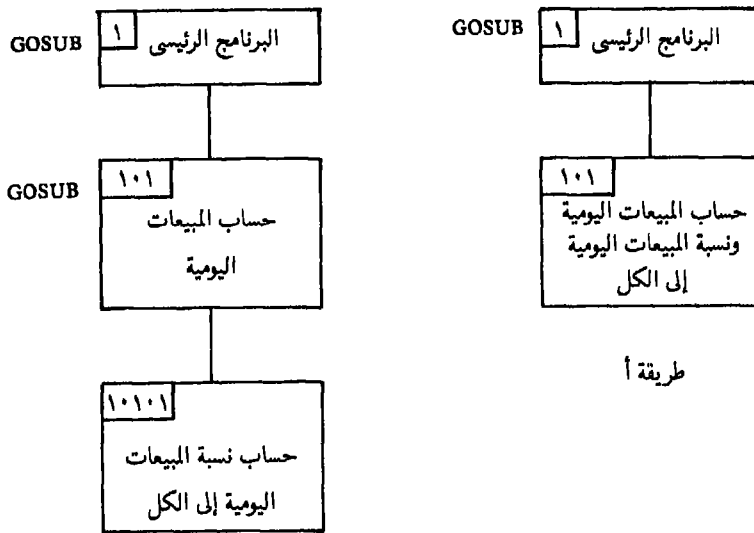 GOSUB
١
البرنامج الرئيسى
١٠١
حساب المبيعات اليومية
ونسبة المبيعات اليومية
إلى الكل
طريقة أ
GOSUB
١
البرنامج الرئيسى
GOSUB
١٠١
حساب المبيعات
اليومية
١٠١٠١
حساب نسبة المبيعات
اليومية إلى الكل